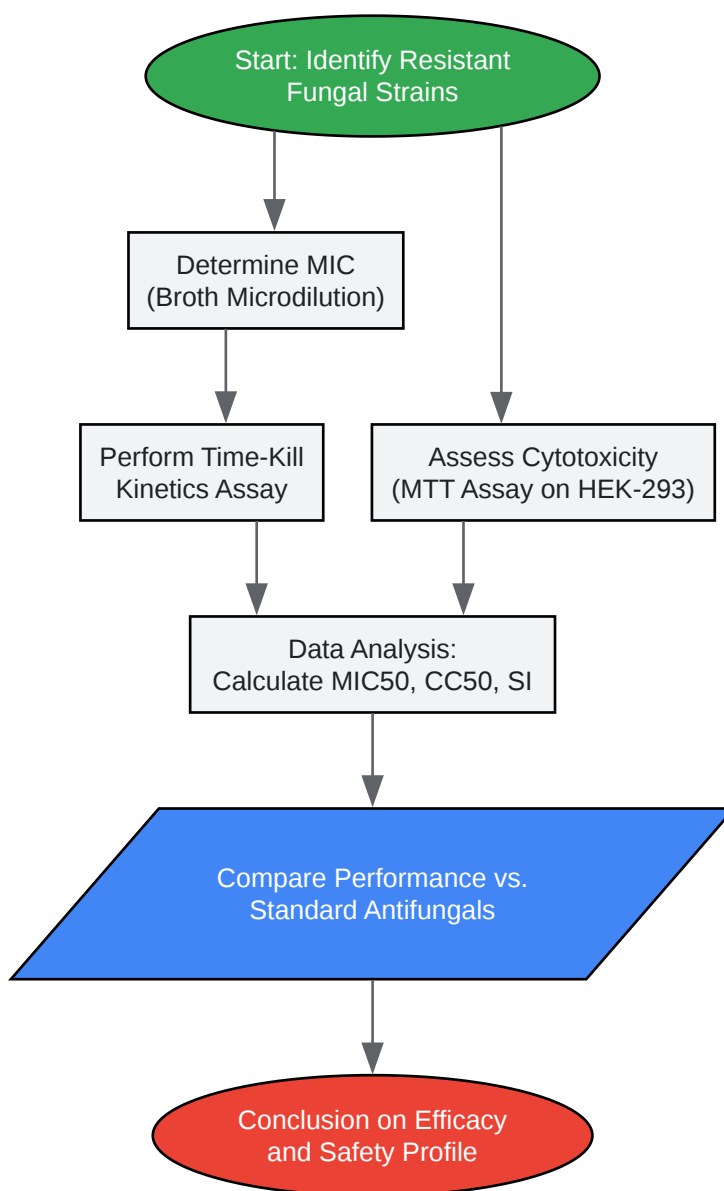 Start: Identify Resistant
Fungal Strains
Determine MIC
(Broth Microdilution)
Perform Time-Kill
Kinetics Assay
Assess Cytotoxicity
(MTT Assay on HEK-293)
Data Analysis:
Calculate MIC50, CC50, SI
Compare Performance vs.
Standard Antifungals
Conclusion on Efficacy
and Safety Profile